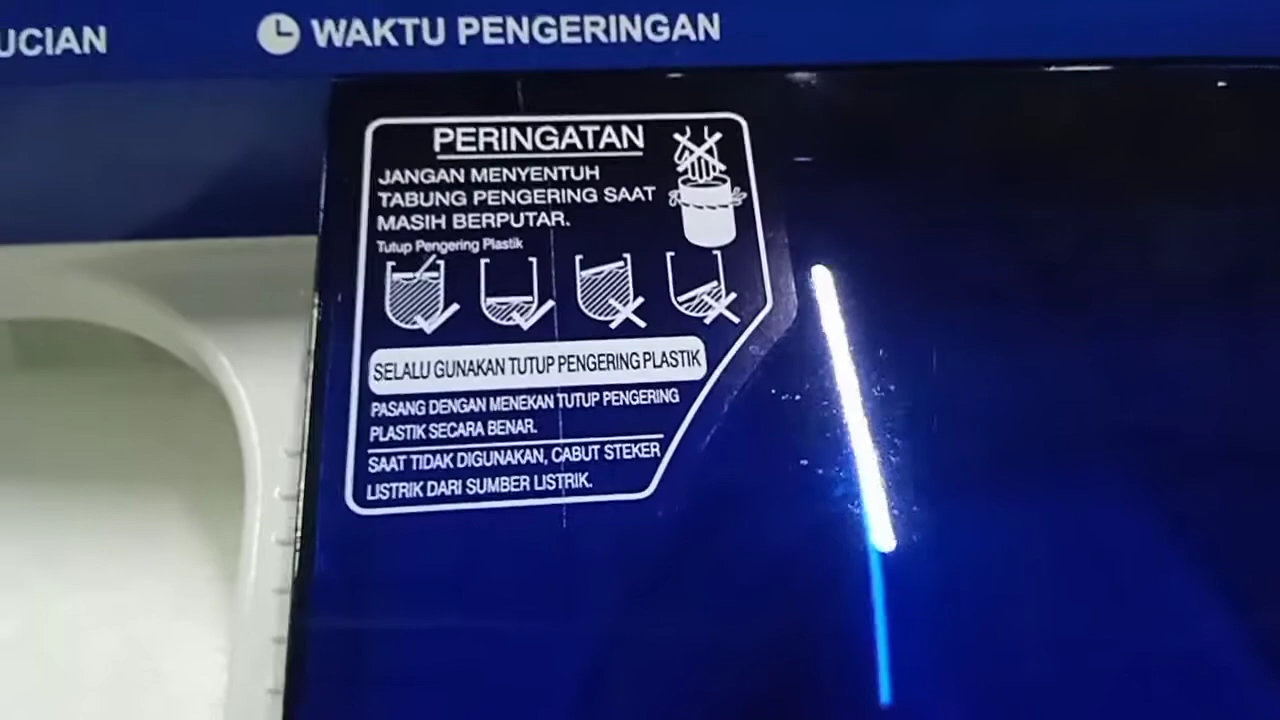 UCIAN
WAKTU PENGERINGAN
PERINGATAN
JANGAN MENYENTUH
TABUNG PENGERING SAAT
MASIH BERPUTAR.
Tutup Pengering Plastik
SELALU GUNAKAN TUTUP PENGERING PLASTIK
PASANG DENGAN MENEKAN TUTUP PENGERING
PLASTIK SECARA BENAR.
SAAT TIDAK DIGUNAKAN, CABUT STEKER
LISTRIK DARI SUMBER LISTRIK.